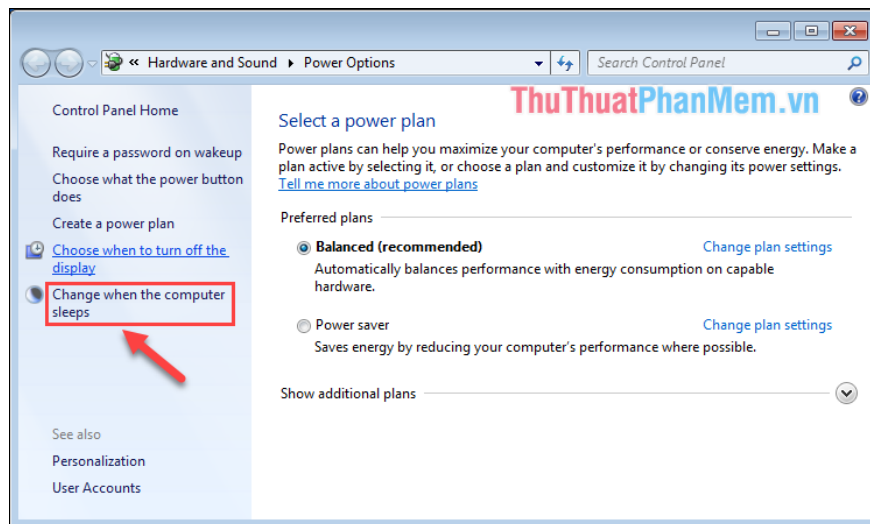 « Hardware and Sound ▸ Power Options
Search Control Panel
ThuThuatPhanMem.vn
Control Panel Home
Require a password on wakeup
Choose what the power button
does
Create a power plan
Choose when to turn off the
display
Change when the computer
sleeps
See also
Personalization
User Accounts
Select a power plan
Power plans can help you maximize your computer's performance or conserve energy. Make a
plan active by selecting it, or choose a plan and customize it by changing its power settings.
Tell me more about power plans
Preferred plans
Balanced (recommended) Change plan settings
Automatically balances performance with energy consumption on capable
hardware.
Power saver Change plan settings
Saves energy by reducing your computer's performance where possible.
Show additional plans